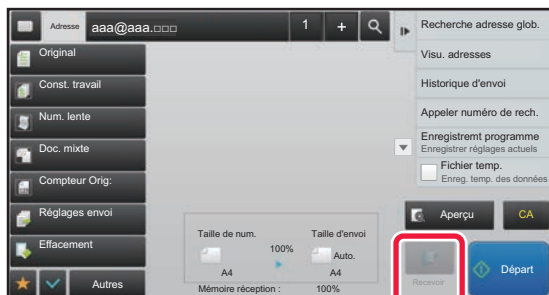 Adresse aaa@aaa.□□□ 1 +
Recherche adresse glob.
Visu. adresses
Historique d'envoi
Appeler numéro de rech.
Enregistremt programme
Enregistrer réglages actuels
Fichier temp.
Enreg. temp. des données
Original
Const. travail
Num. lente
Doc. mixte
Compteur Orig:
Réglages envoi
Effacement
Autres
Taille de num.
Taille d'envoi
100%
Auto.
A4
A4
Mémoire réception : 100%
Aperçu
CA
Recevoir
Départ